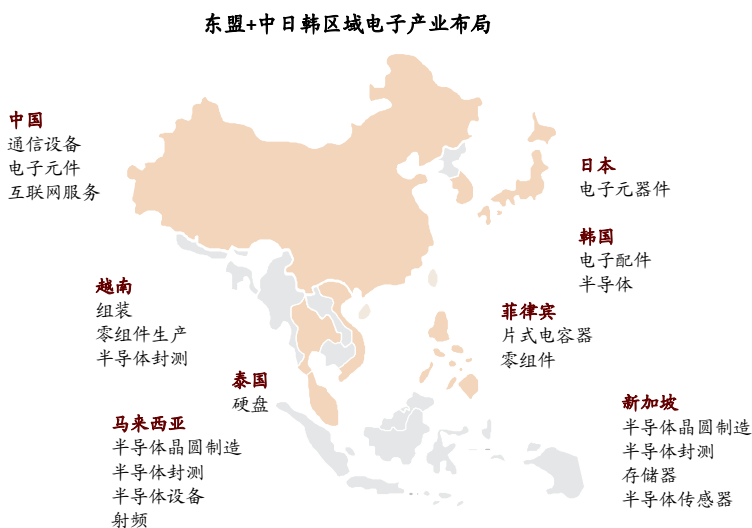 东盟+中日韩区域电子产业布局
中国
通信设备
电子元件
互联网服务
日本
电子元器件
韩国
电子配件
半导体
越南
组装
零组件生产
半导体封测
菲律宾
片式电容器
零组件
泰国
硬盘
马来西亚
半导体晶圆制造
半导体封测
半导体设备
射频
新加坡
半导体晶圆制造
半导体封测
存储器
半导体传感器